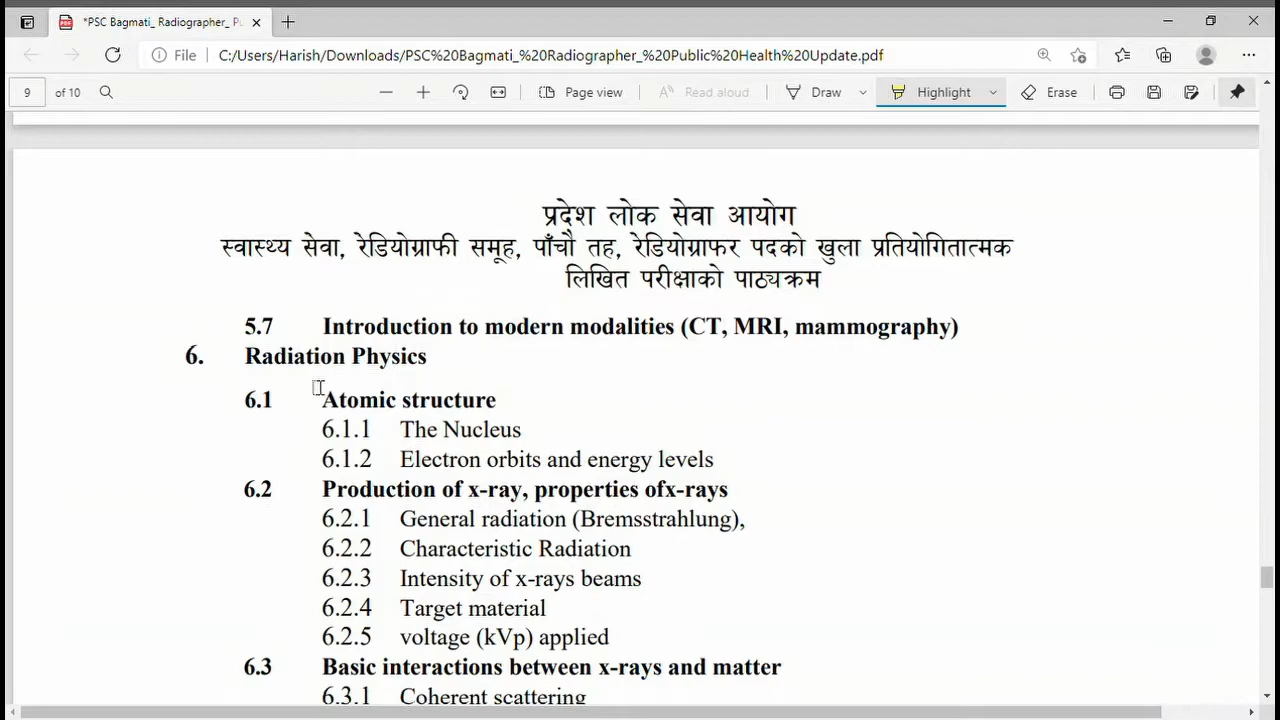 *PSC Bagmati_ Radiographer_ Pu
File C:/Users/Harish/Downloads/PSC%20Bagmati_%20Radiographer_%20Public%20Health%20Update.pdf
9 of 10 Page view Read aloud Draw Highlight Erase
प्रदेश लोक सेवा आयोग
स्वास्थ्य सेवा, रेडियोग्राफी समूह, पाँचौ तह, रेडियोग्राफर पदको खुला प्रतियोगितात्मक
लिखित परीक्षाको पाठ्यक्रम
5.7 Introduction to modern modalities (CT, MRI, mammography)
6. Radiation Physics
6.1 Atomic structure
6.1.1 The Nucleus
6.1.2 Electron orbits and energy levels
6.2 Production of x-ray, properties ofx-rays
6.2.1 General radiation (Bremsstrahlung),
6.2.2 Characteristic Radiation
6.2.3 Intensity of x-rays beams
6.2.4 Target material
6.2.5 voltage (kVp) applied
6.3 Basic interactions between x-rays and matter
6.3.1 Coherent scattering